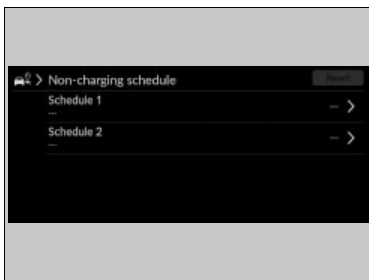 Non-charging schedule
Reset
Schedule 1
---
Schedule 2
---